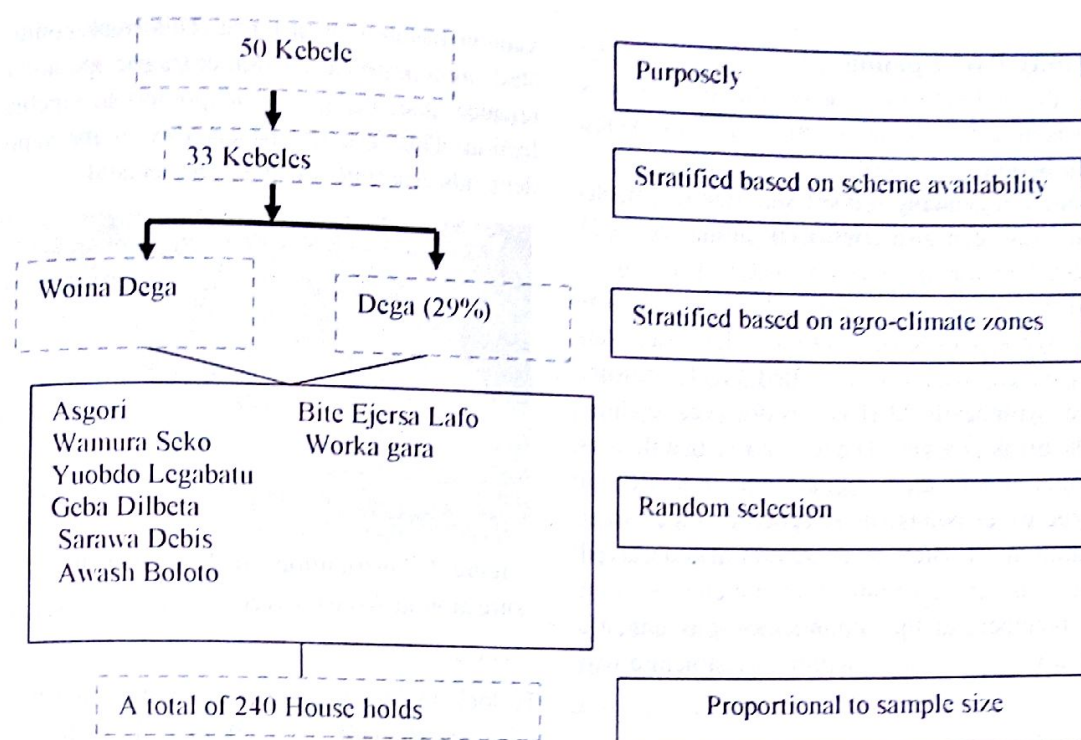 50 Kebele
Purposely
33 Kebeles
Stratified based on scheme availability
Woina Dega
Dega (29%)
Stratified based on agro-climate zones
Asgori
Wamura Seko
Yuobdo Legabatu
Geba Dilbeta
Sarawa Debis
Awash Boloto
Bite Ejersa Lafo
Worka gara
Random selection
A total of 240 House holds
Proportional to sample size